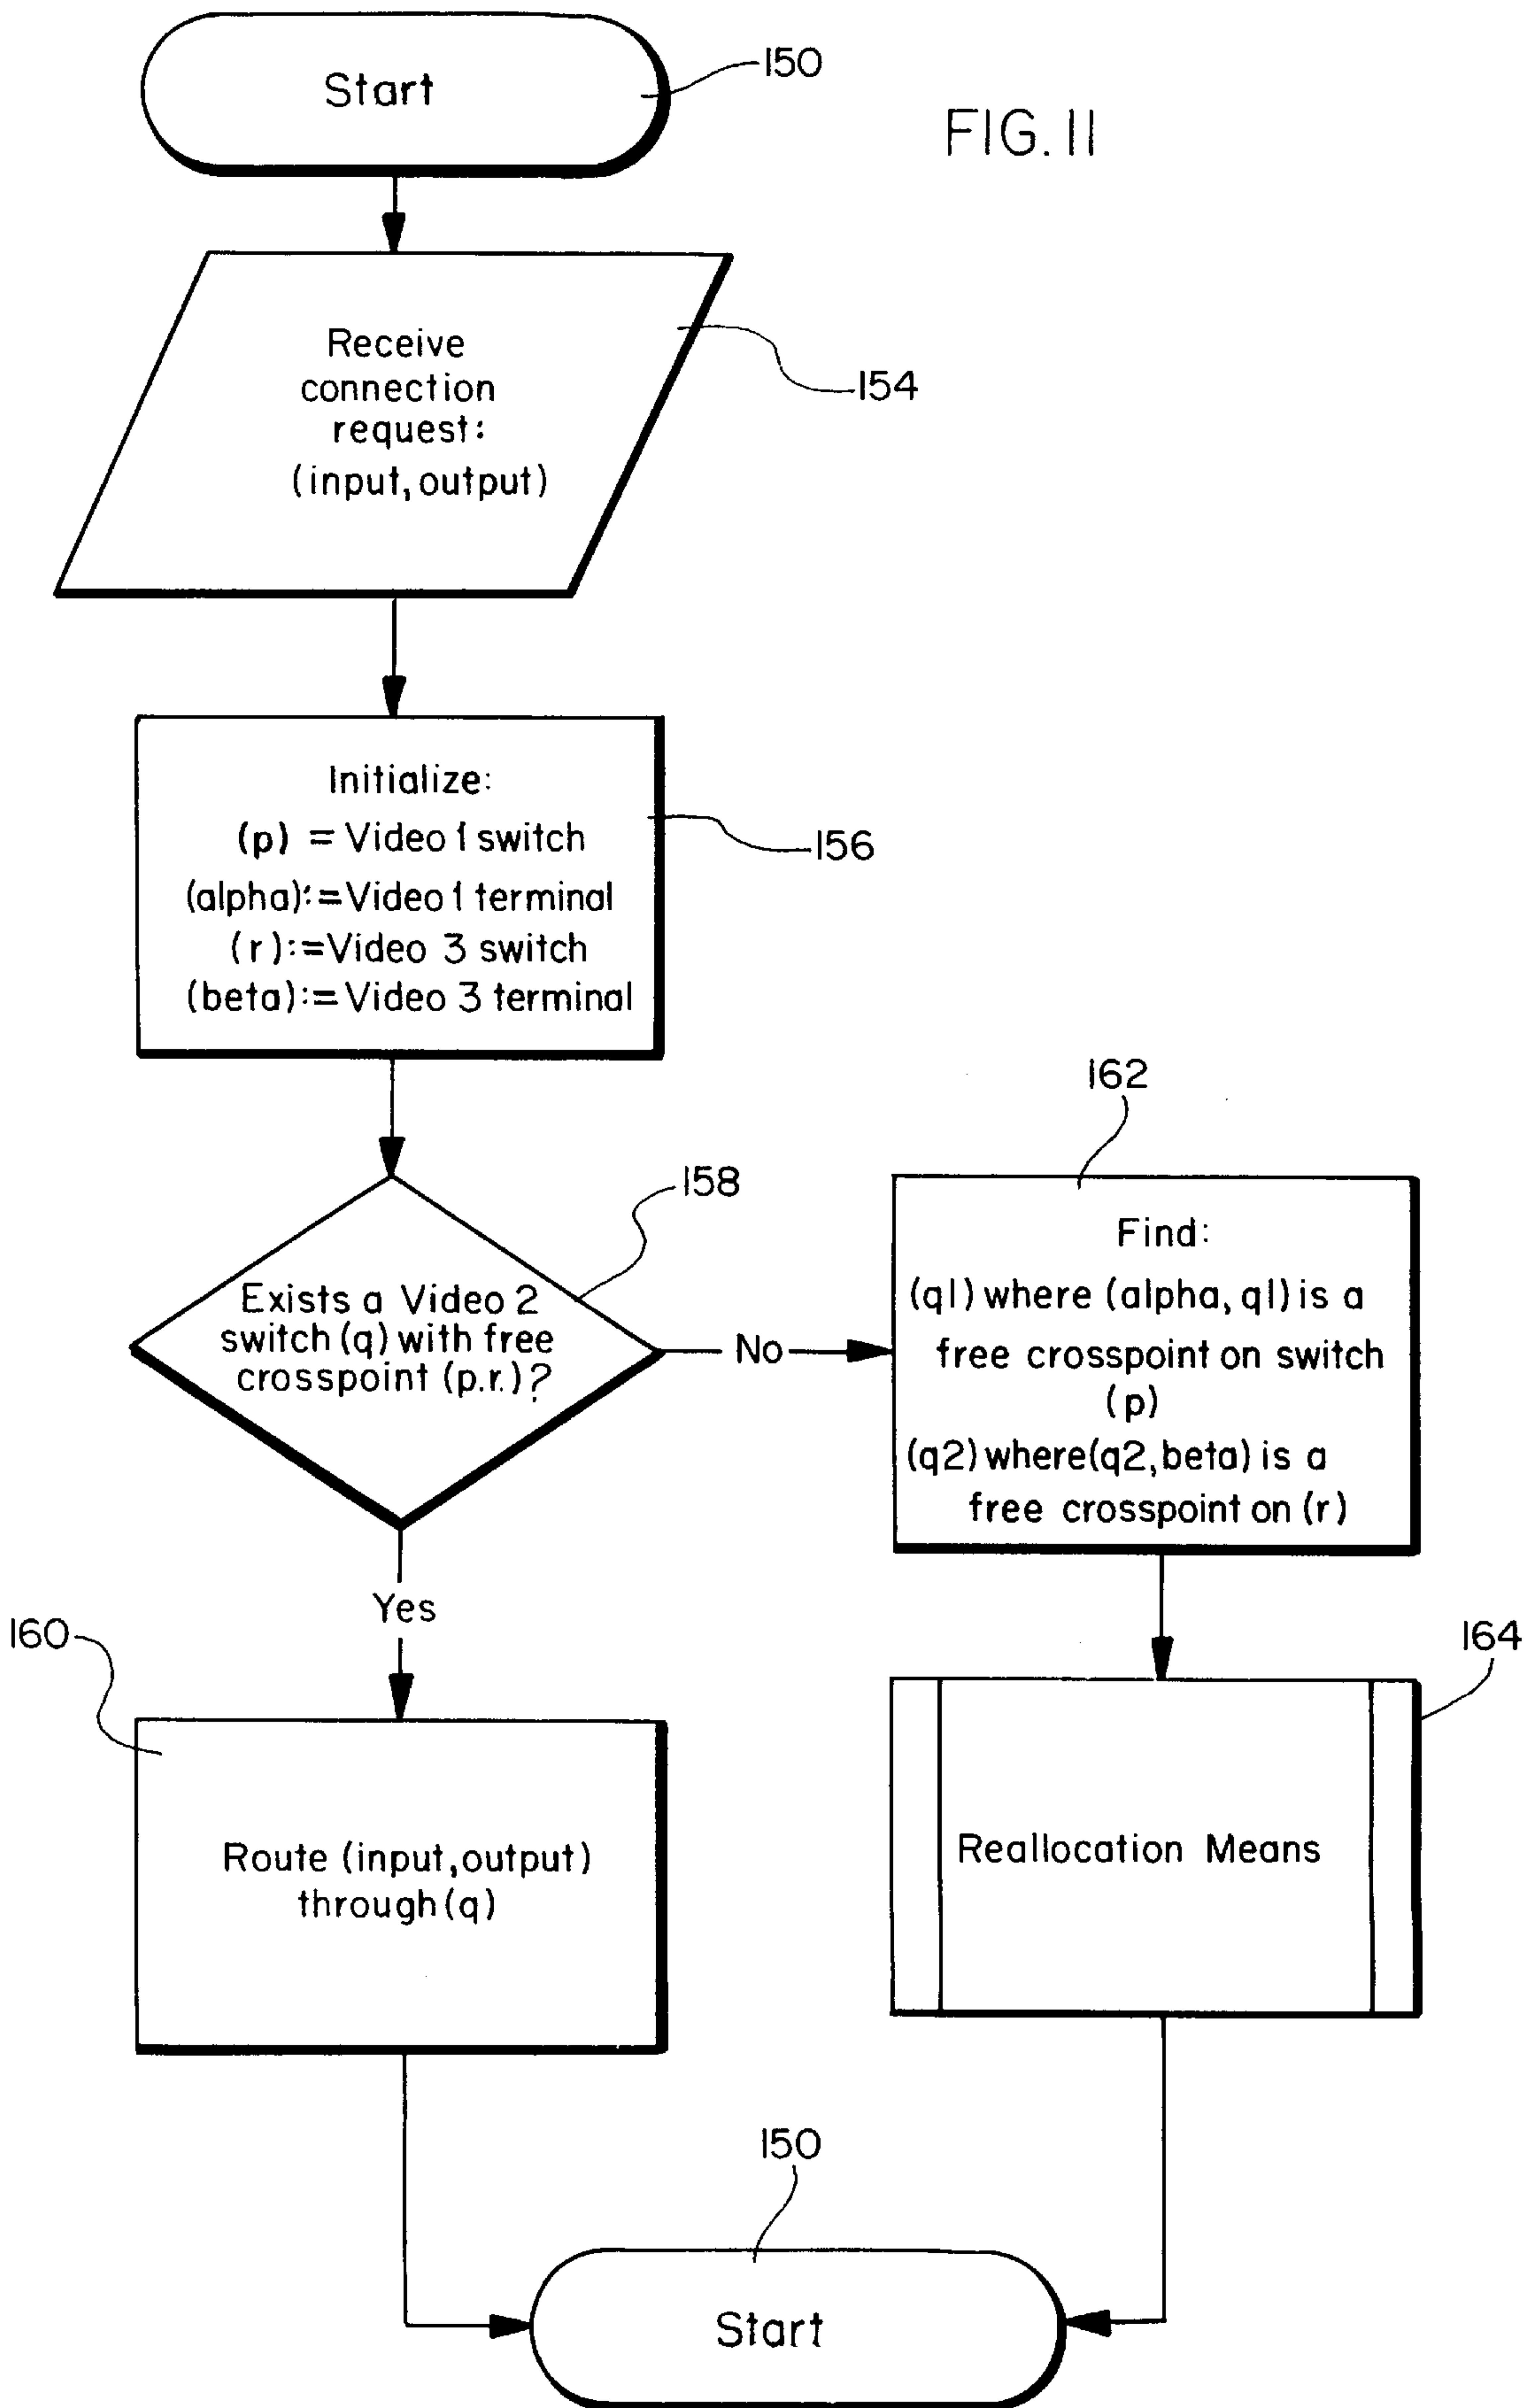 Start
150
FIG. 11
Receive
connection
request:
(input, output)
154
Initialize:
(p) = Video 1 switch
(alpha):=Video 1 terminal
(r):=Video 3 switch
(beta):=Video 3 terminal
156
158
Exists a Video 2
switch (q) with free
crosspoint (p.r.)?
No
162
Find:
(q1) where (alpha, q1) is a
free crosspoint on switch
(p)
(q2) where (q2, beta) is a
free crosspoint on (r)
Yes
160
Route (input, output)
through (q)
164
Reallocation Means
150
Start